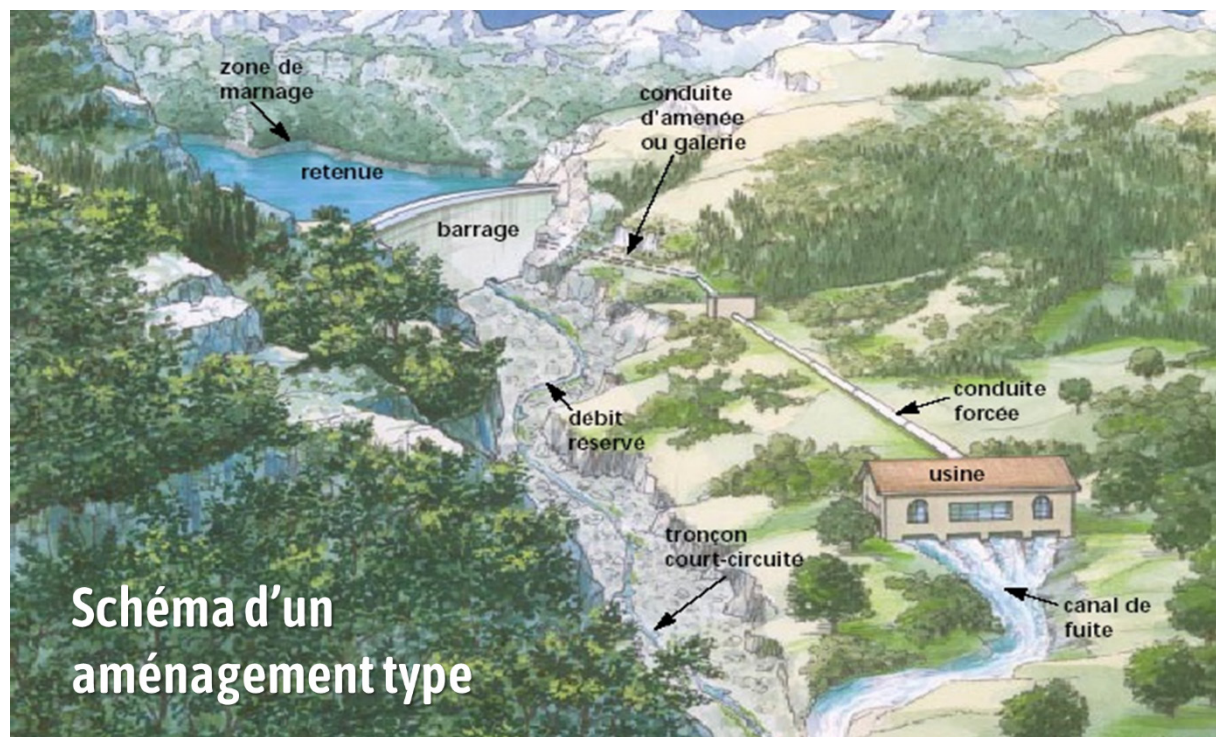 zone de
marnage
retenue
barrage
conduite
d'amenée
ou galerie
débit
réservé
conduite
forcée
usine
tronçon
court-circuité
canal de
fuite
Schéma d'un
aménagement type